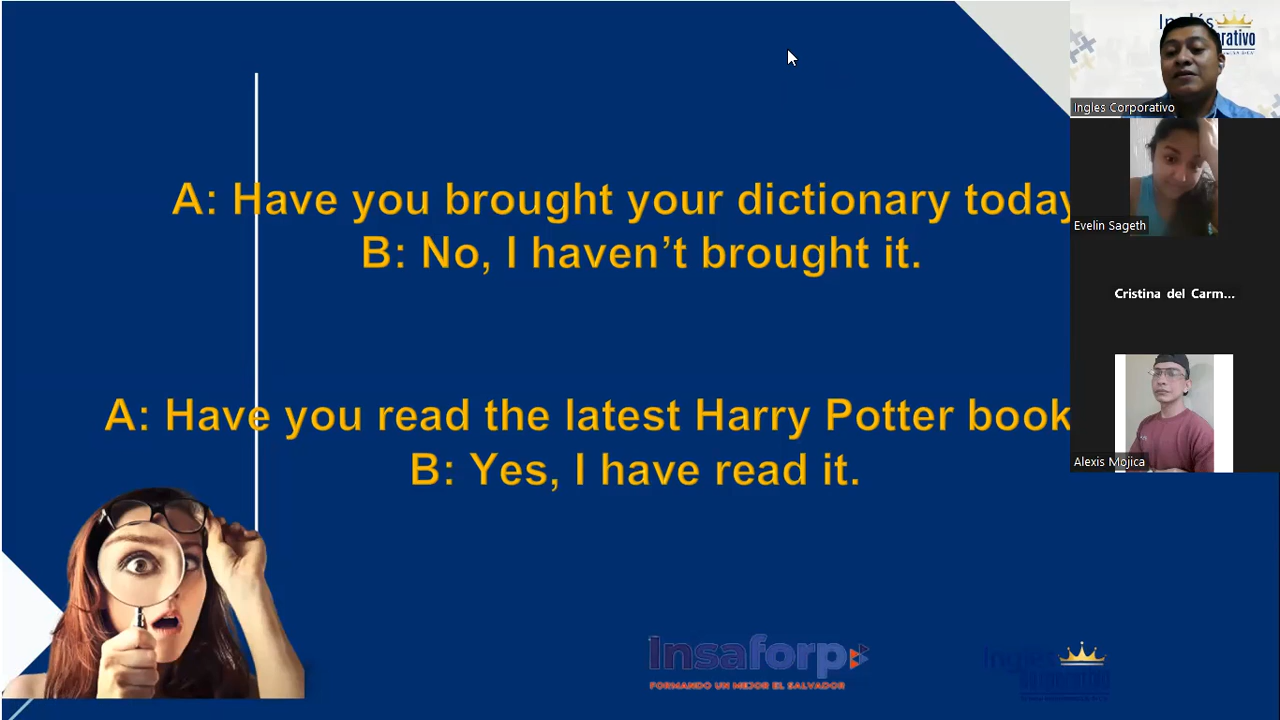 A: Have you brought your dictionary today
B: No, I haven't brought it.
A: Have you read the latest Harry Potter book
B: Yes, I have read it.
Insaforp
FORMANDO UN MEJOR EL SALVADOR
Ingles Corporativo
Evelin Sageth
Cristina del Carm...
Alexis Mojica